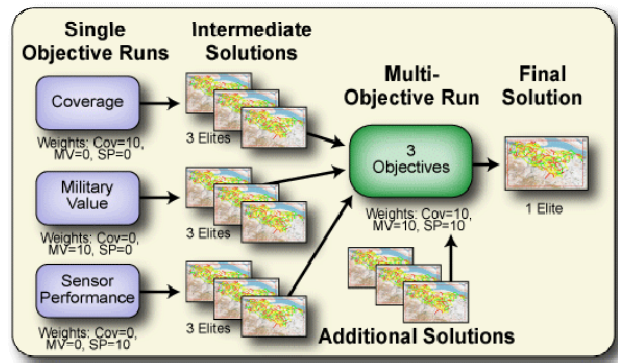 Single
Objective Runs
Intermediate
Solutions
Multi-
Objective Run
Final
Solution
Coverage
Weights: Cov=10,
MV=0, SP=0
3 Elites
Military
Value
Weights: Cov=0,
MV=10, SP=0
3 Elites
Sensor
Performance
Weights: Cov=0,
MV=0, SP=10
3 Elites
3
Objectives
Weights: Cov=10,
MV=10, SP=10
1 Elite
Additional Solutions